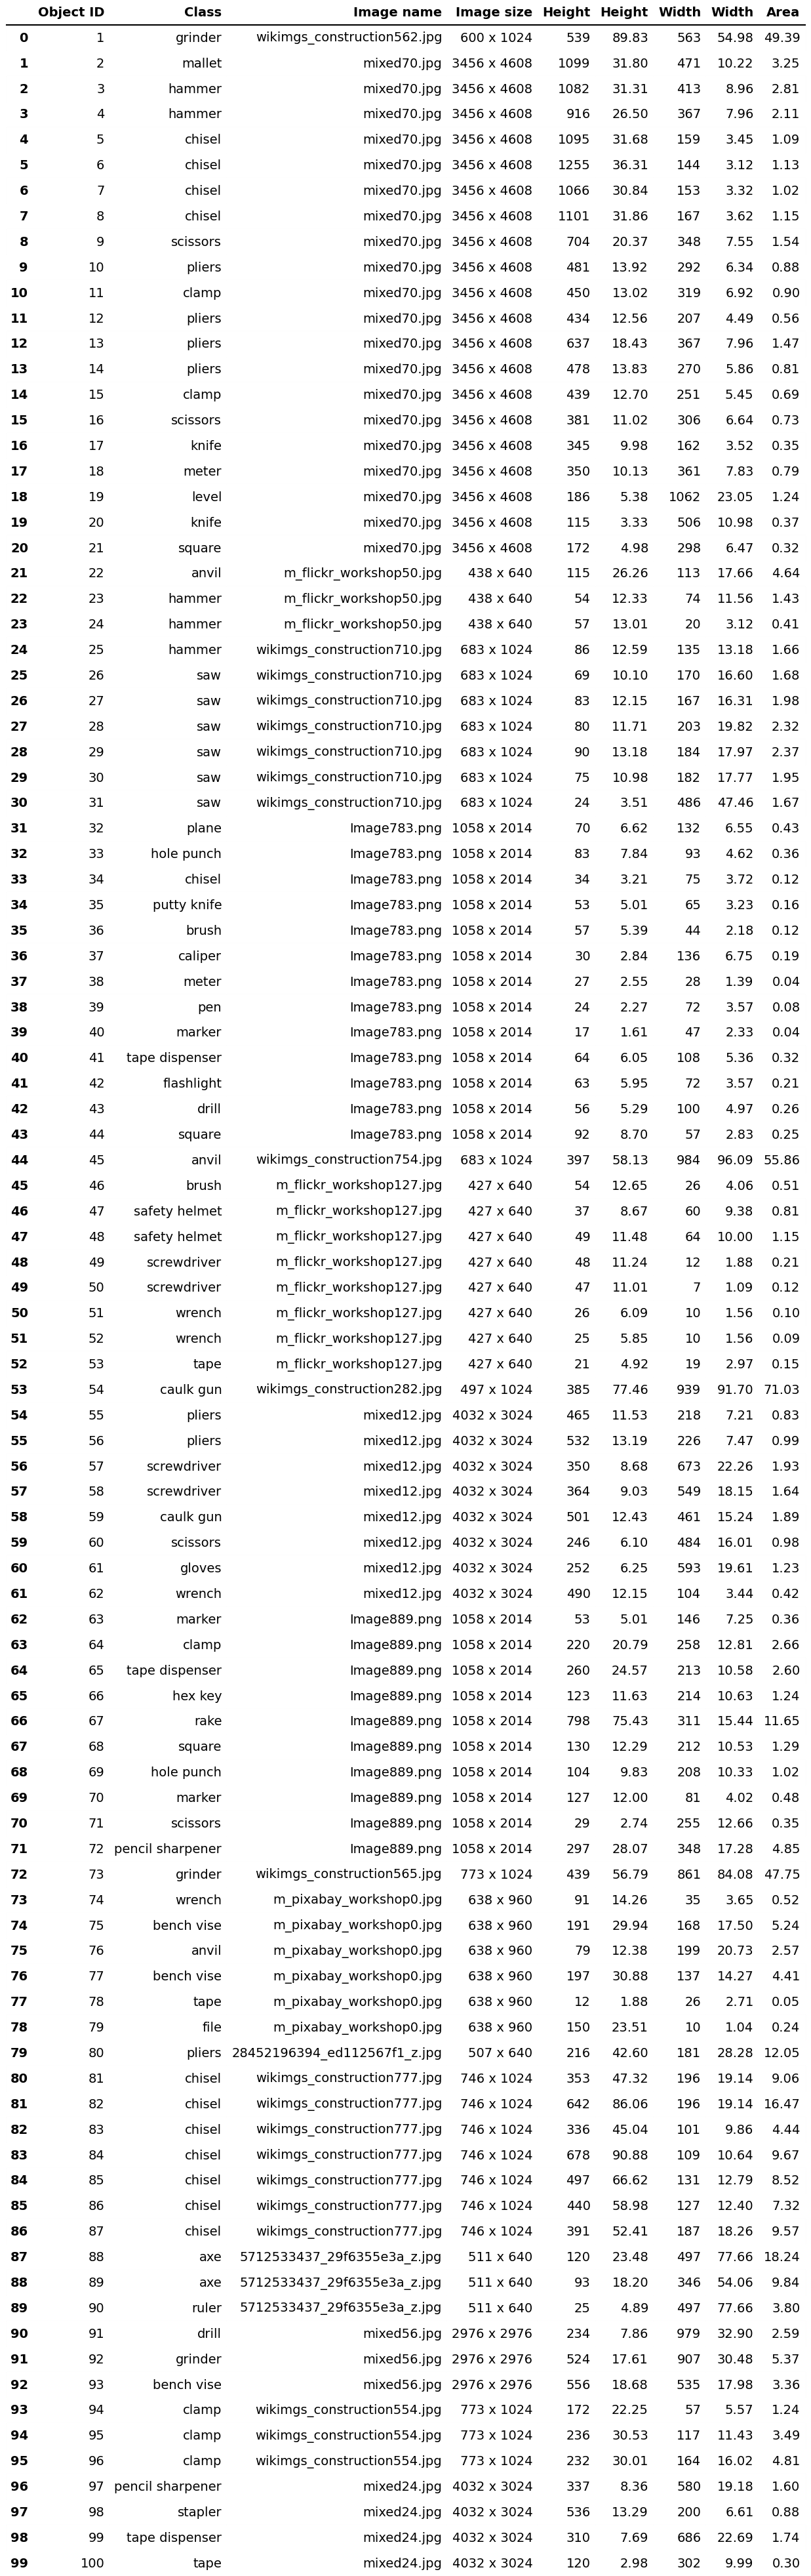 Object ID Class Image name Image size Height Height Width Width Area
0 1 grinder wikimgs_construction562.jpg 600 x 1024 539 89.83 563 54.98 49.39
1 2 mallet mixed70.jpg 3456 x 4608 1099 31.80 471 10.22 3.25
2 3 hammer mixed70.jpg 3456 x 4608 1082 31.31 413 8.96 2.81
3 4 hammer mixed70.jpg 3456 x 4608 916 26.50 367 7.96 2.11
4 5 chisel mixed70.jpg 3456 x 4608 1095 31.68 159 3.45 1.09
5 6 chisel mixed70.jpg 3456 x 4608 1255 36.31 144 3.12 1.13
6 7 chisel mixed70.jpg 3456 x 4608 1066 30.84 153 3.32 1.02
7 8 chisel mixed70.jpg 3456 x 4608 1101 31.86 167 3.62 1.15
8 9 scissors mixed70.jpg 3456 x 4608 704 20.37 348 7.55 1.54
9 10 pliers mixed70.jpg 3456 x 4608 481 13.92 292 6.34 0.88
10 11 clamp mixed70.jpg 3456 x 4608 450 13.02 319 6.92 0.90
11 12 pliers mixed70.jpg 3456 x 4608 434 12.56 207 4.49 0.56
12 13 pliers mixed70.jpg 3456 x 4608 637 18.43 367 7.96 1.47
13 14 pliers mixed70.jpg 3456 x 4608 478 13.83 270 5.86 0.81
14 15 clamp mixed70.jpg 3456 x 4608 439 12.70 251 5.45 0.69
15 16 scissors mixed70.jpg 3456 x 4608 381 11.02 306 6.64 0.73
16 17 knife mixed70.jpg 3456 x 4608 345 9.98 162 3.52 0.35
17 18 meter mixed70.jpg 3456 x 4608 350 10.13 361 7.83 0.79
18 19 level mixed70.jpg 3456 x 4608 186 5.38 1062 23.05 1.24
19 20 knife mixed70.jpg 3456 x 4608 115 3.33 506 10.98 0.37
20 21 square mixed70.jpg 3456 x 4608 172 4.98 298 6.47 0.32
21 22 anvil m_flickr_workshop50.jpg 438 x 640 115 26.26 113 17.66 4.64
22 23 hammer m_flickr_workshop50.jpg 438 x 640 54 12.33 74 11.56 1.43
23 24 hammer m_flickr_workshop50.jpg 438 x 640 57 13.01 20 3.12 0.41
24 25 hammer wikimgs_construction710.jpg 683 x 1024 86 12.59 135 13.18 1.66
25 26 saw wikimgs_construction710.jpg 683 x 1024 69 10.10 170 16.60 1.68
26 27 saw wikimgs_construction710.jpg 683 x 1024 83 12.15 167 16.31 1.98
27 28 saw wikimgs_construction710.jpg 683 x 1024 80 11.71 203 19.82 2.32
28 29 saw wikimgs_construction710.jpg 683 x 1024 90 13.18 184 17.97 2.37
29 30 saw wikimgs_construction710.jpg 683 x 1024 75 10.98 182 17.77 1.95
30 31 saw wikimgs_construction710.jpg 683 x 1024 24 3.51 486 47.46 1.67
31 32 plane Image783.png 1058 x 2014 70 6.62 132 6.55 0.43
32 33 hole punch Image783.png 1058 x 2014 83 7.84 93 4.62 0.36
33 34 chisel Image783.png 1058 x 2014 34 3.21 75 3.72 0.12
34 35 putty knife Image783.png 1058 x 2014 53 5.01 65 3.23 0.16
35 36 brush Image783.png 1058 x 2014 57 5.39 44 2.18 0.12
36 37 caliper Image783.png 1058 x 2014 30 2.84 136 6.75 0.19
37 38 meter Image783.png 1058 x 2014 27 2.55 28 1.39 0.04
38 39 pen Image783.png 1058 x 2014 24 2.27 72 3.57 0.08
39 40 marker Image783.png 1058 x 2014 17 1.61 47 2.33 0.04
40 41 tape dispenser Image783.png 1058 x 2014 64 6.05 108 5.36 0.32
41 42 flashlight Image783.png 1058 x 2014 63 5.95 72 3.57 0.21
42 43 drill Image783.png 1058 x 2014 56 5.29 100 4.97 0.26
43 44 square Image783.png 1058 x 2014 92 8.70 57 2.83 0.25
44 45 anvil wikimgs_construction754.jpg 683 x 1024 397 58.13 984 96.09 55.86
45 46 brush m_flickr_workshop127.jpg 427 x 640 54 12.65 26 4.06 0.51
46 47 safety helmet m_flickr_workshop127.jpg 427 x 640 37 8.67 60 9.38 0.81
47 48 safety helmet m_flickr_workshop127.jpg 427 x 640 49 11.48 64 10.00 1.15
48 49 screwdriver m_flickr_workshop127.jpg 427 x 640 48 11.24 12 1.88 0.21
49 50 screwdriver m_flickr_workshop127.jpg 427 x 640 47 11.01 7 1.09 0.12
50 51 wrench m_flickr_workshop127.jpg 427 x 640 26 6.09 10 1.56 0.10
51 52 wrench m_flickr_workshop127.jpg 427 x 640 25 5.85 10 1.56 0.09
52 53 tape m_flickr_workshop127.jpg 427 x 640 21 4.92 19 2.97 0.15
53 54 caulk gun wikimgs_construction282.jpg 497 x 1024 385 77.46 939 91.70 71.03
54 55 pliers mixed12.jpg 4032 x 3024 465 11.53 218 7.21 0.83
55 56 pliers mixed12.jpg 4032 x 3024 532 13.19 226 7.47 0.99
56 57 screwdriver mixed12.jpg 4032 x 3024 350 8.68 673 22.26 1.93
57 58 screwdriver mixed12.jpg 4032 x 3024 364 9.03 549 18.15 1.64
58 59 caulk gun mixed12.jpg 4032 x 3024 501 12.43 461 15.24 1.89
59 60 scissors mixed12.jpg 4032 x 3024 246 6.10 484 16.01 0.98
60 61 gloves mixed12.jpg 4032 x 3024 252 6.25 593 19.61 1.23
61 62 wrench mixed12.jpg 4032 x 3024 490 12.15 104 3.44 0.42
62 63 marker Image889.png 1058 x 2014 53 5.01 146 7.25 0.36
63 64 clamp Image889.png 1058 x 2014 220 20.79 258 12.81 2.66
64 65 tape dispenser Image889.png 1058 x 2014 260 24.57 213 10.58 2.60
65 66 hex key Image889.png 1058 x 2014 123 11.63 214 10.63 1.24
66 67 rake Image889.png 1058 x 2014 798 75.43 311 15.44 11.65
67 68 square Image889.png 1058 x 2014 130 12.29 212 10.53 1.29
68 69 hole punch Image889.png 1058 x 2014 104 9.83 208 10.33 1.02
69 70 marker Image889.png 1058 x 2014 127 12.00 81 4.02 0.48
70 71 scissors Image889.png 1058 x 2014 29 2.74 255 12.66 0.35
71 72 pencil sharpener Image889.png 1058 x 2014 297 28.07 348 17.28 4.85
72 73 grinder wikimgs_construction565.jpg 773 x 1024 439 56.79 861 84.08 47.75
73 74 wrench m_pixabay_workshop0.jpg 638 x 960 91 14.26 35 3.65 0.52
74 75 bench vise m_pixabay_workshop0.jpg 638 x 960 191 29.94 168 17.50 5.24
75 76 anvil m_pixabay_workshop0.jpg 638 x 960 79 12.38 199 20.73 2.57
76 77 bench vise m_pixabay_workshop0.jpg 638 x 960 197 30.88 137 14.27 4.41
77 78 tape m_pixabay_workshop0.jpg 638 x 960 12 1.88 26 2.71 0.05
78 79 file m_pixabay_workshop0.jpg 638 x 960 150 23.51 10 1.04 0.24
79 80 pliers 28452196394_ed112567f1_z.jpg 507 x 640 216 42.60 181 28.28 12.05
80 81 chisel wikimgs_construction777.jpg 746 x 1024 353 47.32 196 19.14 9.06
81 82 chisel wikimgs_construction777.jpg 746 x 1024 642 86.06 196 19.14 16.47
82 83 chisel wikimgs_construction777.jpg 746 x 1024 336 45.04 101 9.86 4.44
83 84 chisel wikimgs_construction777.jpg 746 x 1024 678 90.88 109 10.64 9.67
84 85 chisel wikimgs_construction777.jpg 746 x 1024 497 66.62 131 12.79 8.52
85 86 chisel wikimgs_construction777.jpg 746 x 1024 440 58.98 127 12.40 7.32
86 87 chisel wikimgs_construction777.jpg 746 x 1024 391 52.41 187 18.26 9.57
87 88 axe 5712533437_29f6355e3a_z.jpg 511 x 640 120 23.48 497 77.66 18.24
88 89 axe 5712533437_29f6355e3a_z.jpg 511 x 640 93 18.20 346 54.06 9.84
89 90 ruler 5712533437_29f6355e3a_z.jpg 511 x 640 25 4.89 497 77.66 3.80
90 91 drill mixed56.jpg 2976 x 2976 234 7.86 979 32.90 2.59
91 92 grinder mixed56.jpg 2976 x 2976 524 17.61 907 30.48 5.37
92 93 bench vise mixed56.jpg 2976 x 2976 556 18.68 535 17.98 3.36
93 94 clamp wikimgs_construction554.jpg 773 x 1024 172 22.25 57 5.57 1.24
94 95 clamp wikimgs_construction554.jpg 773 x 1024 236 30.53 117 11.43 3.49
95 96 clamp wikimgs_construction554.jpg 773 x 1024 232 30.01 164 16.02 4.81
96 97 pencil sharpener mixed24.jpg 4032 x 3024 337 8.36 580 19.18 1.60
97 98 stapler mixed24.jpg 4032 x 3024 536 13.29 200 6.61 0.88
98 99 tape dispenser mixed24.jpg 4032 x 3024 310 7.69 686 22.69 1.74
99 100 tape mixed24.jpg 4032 x 3024 120 2.98 302 9.99 0.30